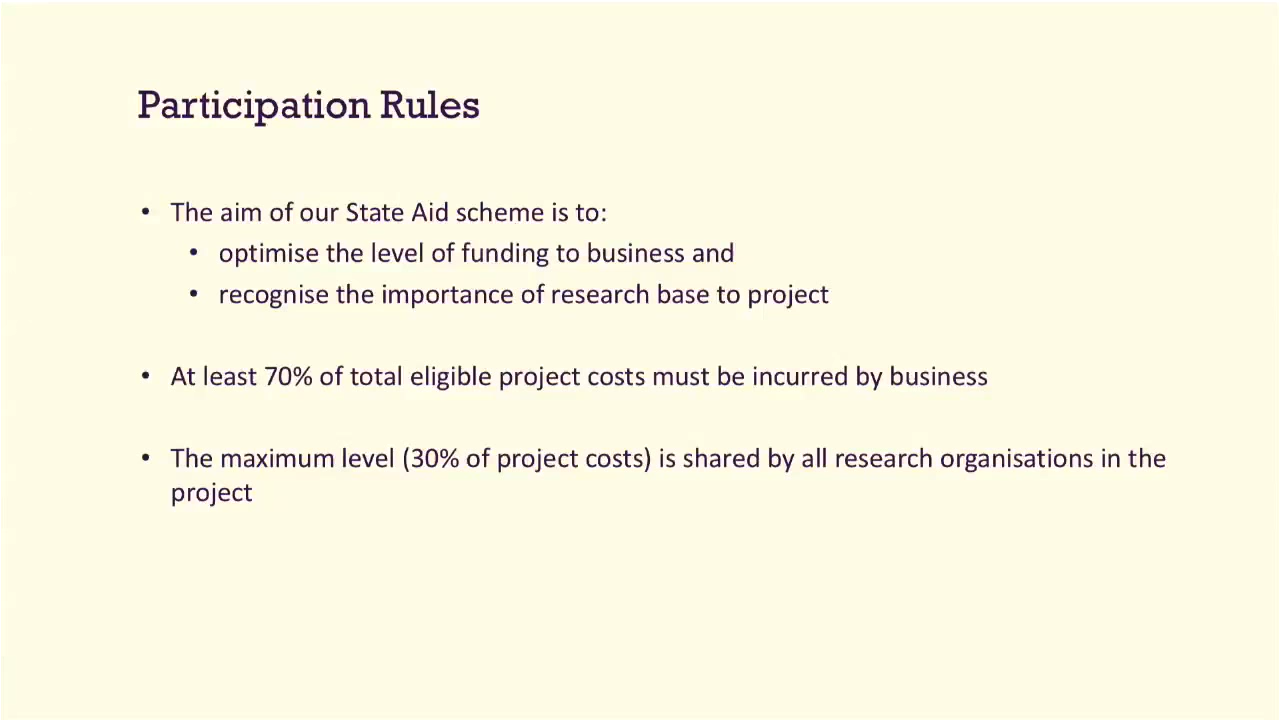 Participation Rules
• The aim of our State Aid scheme is to:
• optimise the level of funding to business and
• recognise the importance of research base to project
• At least 70% of total eligible project costs must be incurred by business
• The maximum level (30% of project costs) is shared by all research organisations in the
project